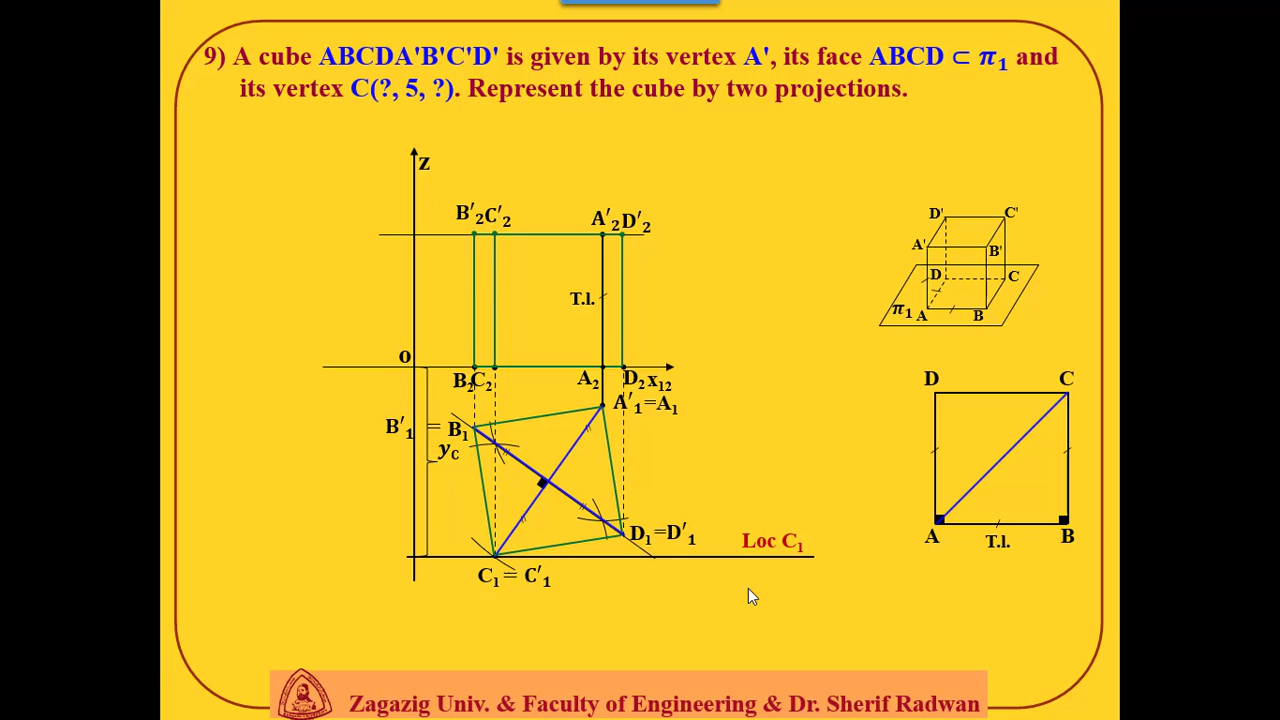 9) A cube ABCDA'B'C'D' is given by its vertex A', its face ABCD ⊂ π₁ and
its vertex C(?, 5, ?). Represent the cube by two projections.
z
B′₂C′₂
A′₂D′₂
T.l.
O
B₂C₂
A₂
D₂ x₁₂
A′₁=A₁
B′₁ = B₁
y_C
D₁=D′₁
Loc C₁
C₁= C′₁
D'
C'
A'
B'
D
C
π₁
A
B
D
C
A
T.l.
B
Zagazig Univ. & Faculty of Engineering & Dr. Sherif Radwan